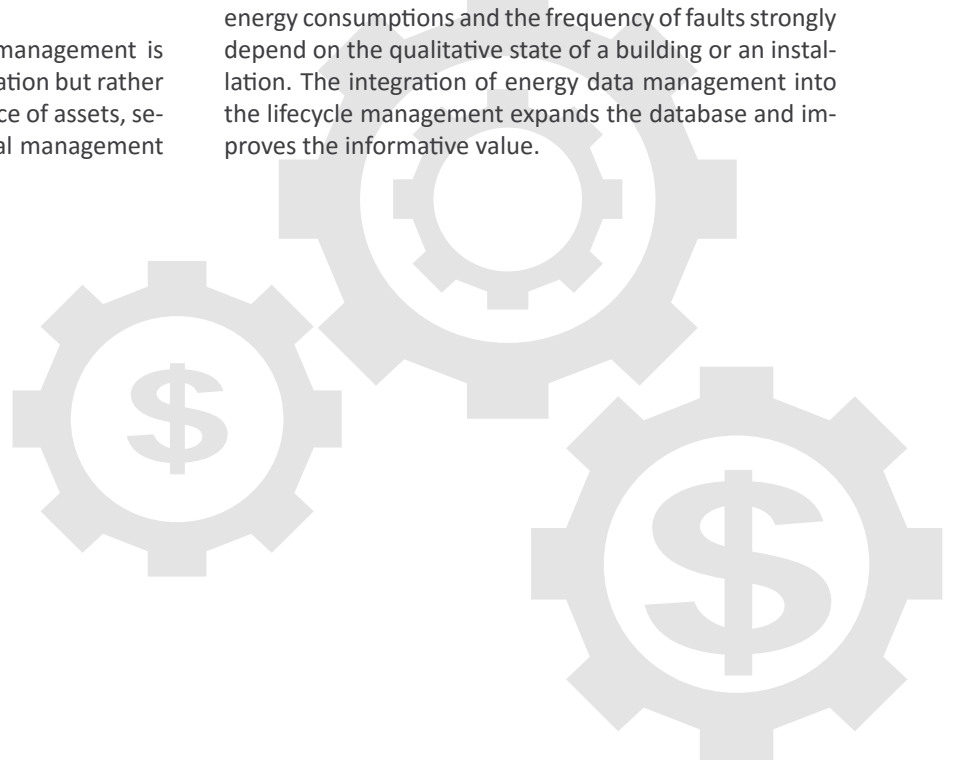 management is
ation but rather
ce of assets, se-
al management
energy consumptions and the frequency of faults strongly
depend on the qualitative state of a building or an instal-
lation. The integration of energy data management into
the lifecycle management expands the database and im-
proves the informative value.
$
$